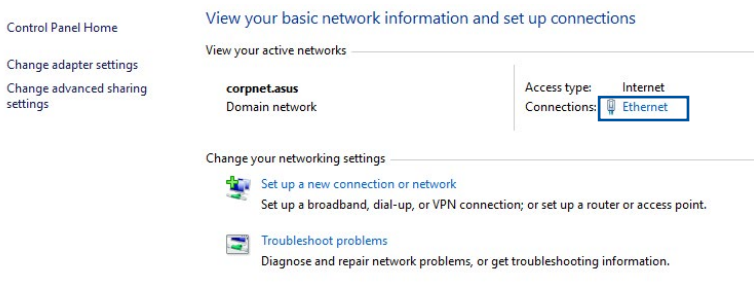 Control Panel Home
Change adapter settings
Change advanced sharing
settings
View your basic network information and set up connections
View your active networks
corpnet.asus
Domain network
Access type: Internet
Connections: Ethernet
Change your networking settings
Set up a new connection or network
Set up a broadband, dial-up, or VPN connection; or set up a router or access point.
Troubleshoot problems
Diagnose and repair network problems, or get troubleshooting information.